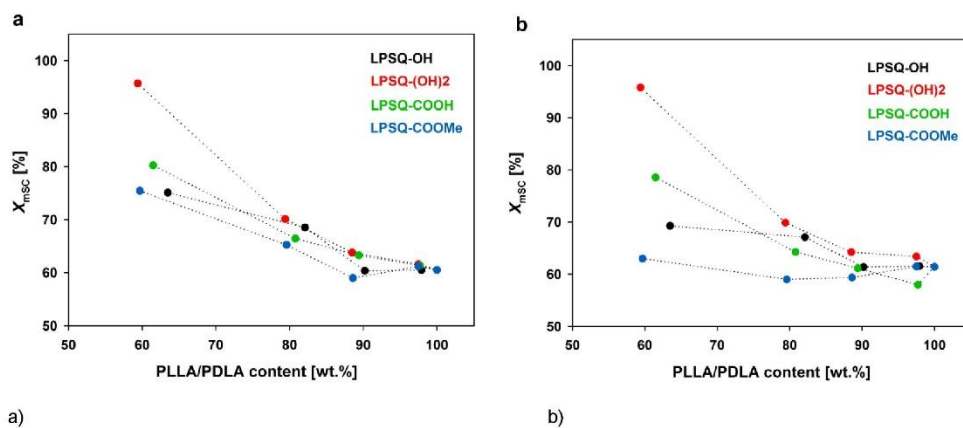 a
LPSQ-OH
LPSQ-(OH)2
LPSQ-COOH
LPSQ-COOMe
100
90
80
70
60
50
XmSC [%]
50 60 70 80 90 100
PLLA/PDLA content [wt.%]
a)
b
LPSQ-OH
LPSQ-(OH)2
LPSQ-COOH
LPSQ-COOMe
100
90
80
70
60
50
XmSC [%]
50 60 70 80 90 100
PLLA/PDLA content [wt.%]
b)